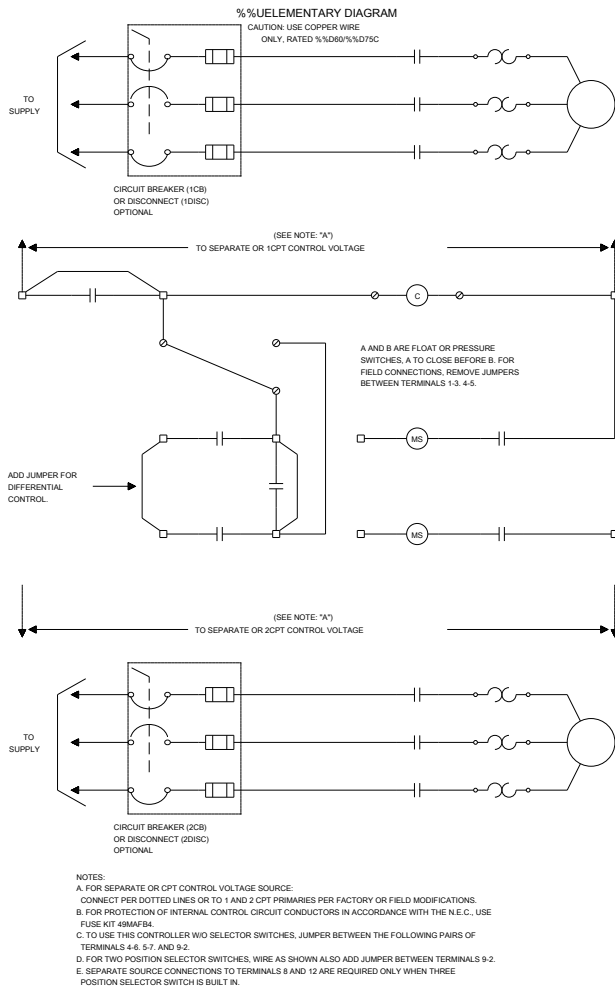 %%UELEMENTARY DIAGRAM
CAUTION: USE COPPER WIRE
ONLY, RATED %%D60/%%D75C
TO
SUPPLY
CIRCUIT BREAKER (1CB)
OR DISCONNECT (1DISC)
OPTIONAL
(SEE NOTE: "A")
TO SEPARATE OR 1CPT CONTROL VOLTAGE
C
A AND B ARE FLOAT OR PRESSURE
SWITCHES, A TO CLOSE BEFORE B. FOR
FIELD CONNECTIONS, REMOVE JUMPERS
BETWEEN TERMINALS 1-3. 4-5.
MS
ADD JUMPER FOR
DIFFERENTIAL
CONTROL.
MS
(SEE NOTE: "A")
TO SEPARATE OR 2CPT CONTROL VOLTAGE
TO
SUPPLY
CIRCUIT BREAKER (2CB)
OR DISCONNECT (2DISC)
OPTIONAL
NOTES:
A. FOR SEPARATE OR CPT CONTROL VOLTAGE SOURCE:
CONNECT PER DOTTED LINES OR TO 1 AND 2 CPT PRIMARIES PER FACTORY OR FIELD MODIFICATIONS.
B. FOR PROTECTION OF INTERNAL CONTROL CIRCUIT CONDUCTORS IN ACCORDANCE WITH THE N.E.C., USE
FUSE KIT 49MAFB4.
C. TO USE THIS CONTROLLER W/O SELECTOR SWITCHES, JUMPER BETWEEN THE FOLLOWING PAIRS OF
TERMINALS 4-6. 5-7. AND 9-2.
D. FOR TWO POSITION SELECTOR SWITCHES, WIRE AS SHOWN ALSO ADD JUMPER BETWEEN TERMINALS 9-2.
E. SEPARATE SOURCE CONNECTIONS TO TERMINALS 8 AND 12 ARE REQUIRED ONLY WHEN THREE
POSITION SELECTOR SWITCH IS BUILT IN.